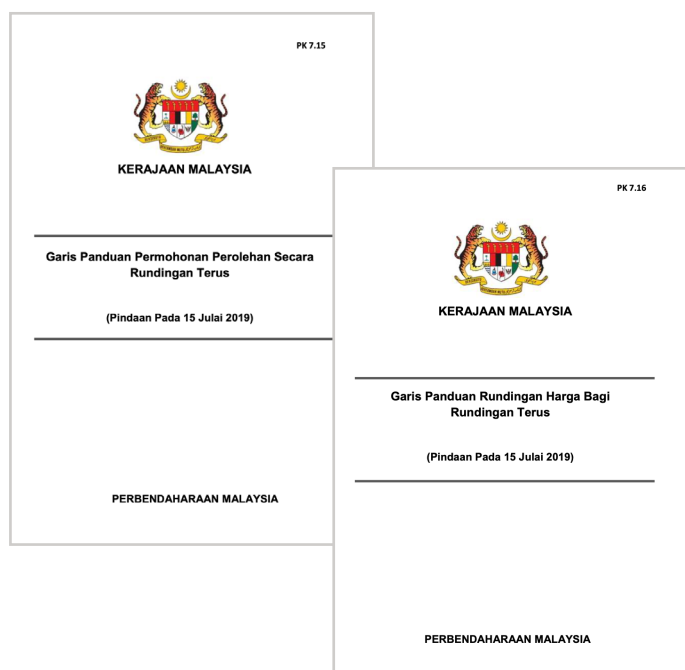 PK 7.15
KERAJAAN MALAYSIA
Garis Panduan Permohonan Perolehan Secara
Rundingan Terus
(Pindaan Pada 15 Julai 2019)
PERBENDAHARAAN MALAYSIA
PK 7.16
KERAJAAN MALAYSIA
Garis Panduan Rundingan Harga Bagi
Rundingan Terus
(Pindaan Pada 15 Julai 2019)
PERBENDAHARAAN MALAYSIA